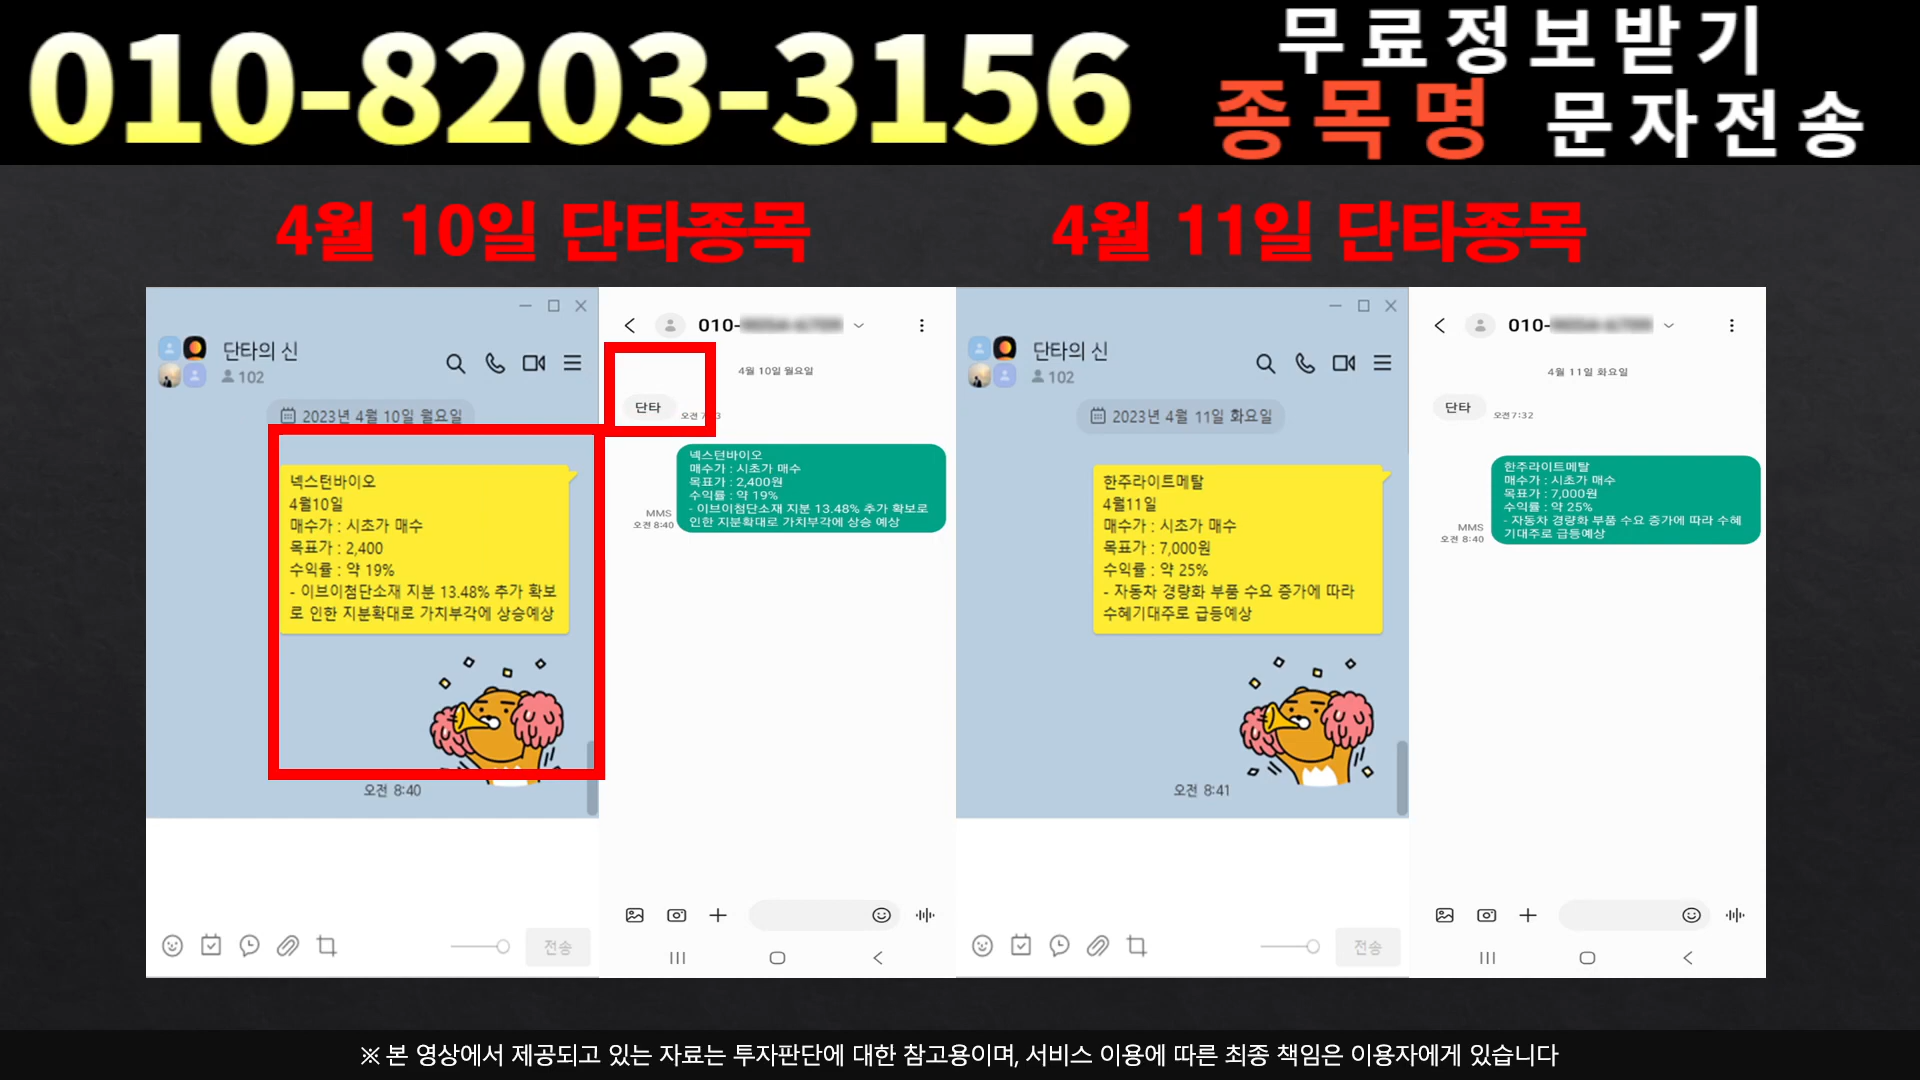 010-8203-3156
무료정보받기
종목명 문자전송
4월 10일 단타종목
4월 11일 단타종목
단타의 신
102
2023년 4월 10일 월요일
넥스턴바이오
4월10일
매수가 : 시초가 매수
목표가 : 2,400
수익률 : 약 19%
- 이브이첨단소재 지분 13.48% 추가 확보
로 인한 지분확대로 가치부각에 상승예상
오전 8:40
전송
010-
4월 10일 월요일
단타
오전
넥스턴바이오
매수가 : 시초가 매수
목표가 : 2,400원
수익률 : 약 19%
- 이브이첨단소재 지분 13.48% 추가 확보로
인한 지분확대로 가치부각에 상승 예상
MMS
오전 8:40
단타의 신
102
2023년 4월 11일 화요일
한주라이트메탈
4월11일
매수가 : 시초가 매수
목표가 : 7,000원
수익률 : 약 25%
- 자동차 경량화 부품 수요 증가에 따라
수혜기대주로 급등예상
오전 8:41
전송
010-
4월 11일 화요일
단타
오전 7:32
한주라이트메탈
매수가 : 시초가 매수
목표가 : 7,000원
수익률 : 약 25%
- 자동차 경량화 부품 수요 증가에 따라 수혜
기대주로 급등예상
MMS
오전 8:40
※ 본 영상에서 제공되고 있는 자료는 투자판단에 대한 참고용이며, 서비스 이용에 따른 최종 책임은 이용자에게 있습니다